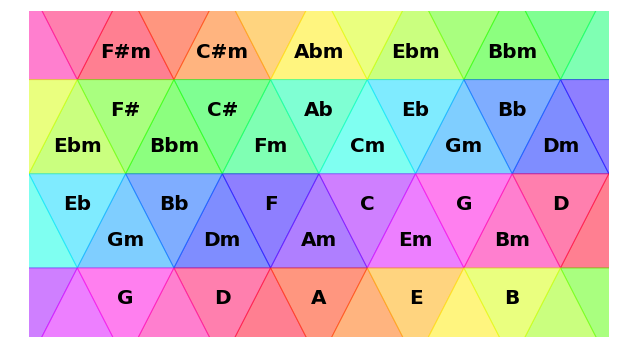 F#m C#m Abm Ebm Bbm
F# C# Ab Eb Bb
Ebm Bbm Fm Cm Gm Dm
Eb Bb F C G D
Gm Dm Am Em Bm
G D A E B